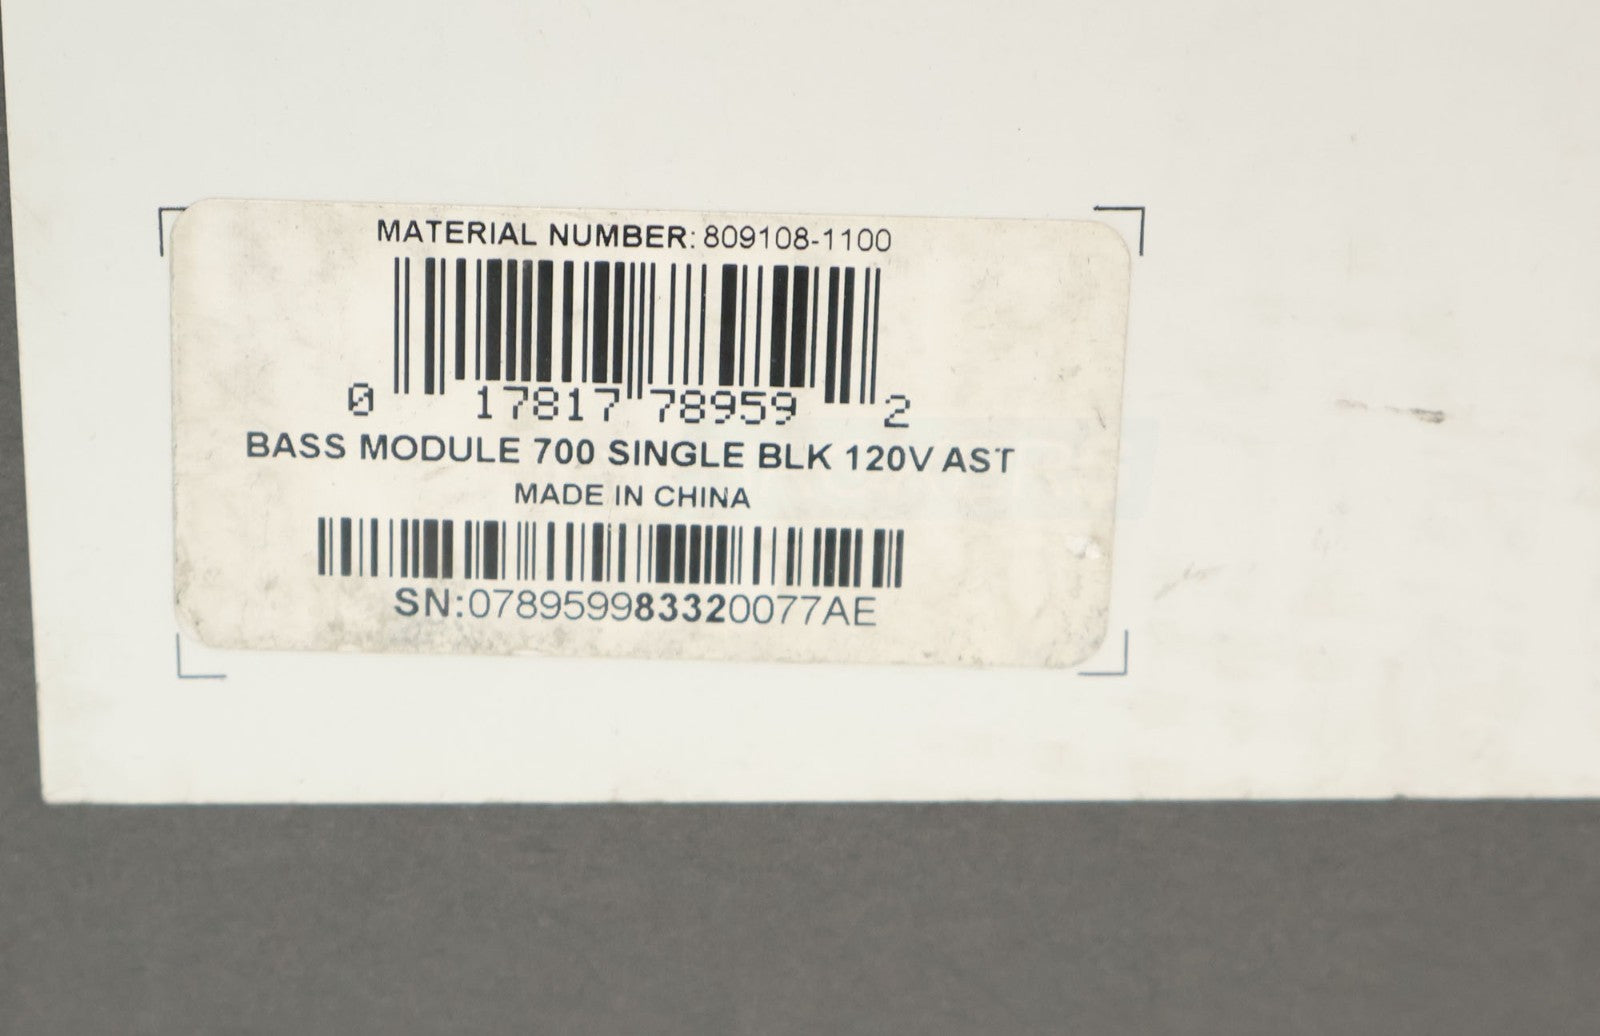 MATERIAL NUMBER: 809108-1100
0 17817 78959 2
BASS MODULE 700 SINGLE BLK 120V AST
MADE IN CHINA
SN:078959983320077AE